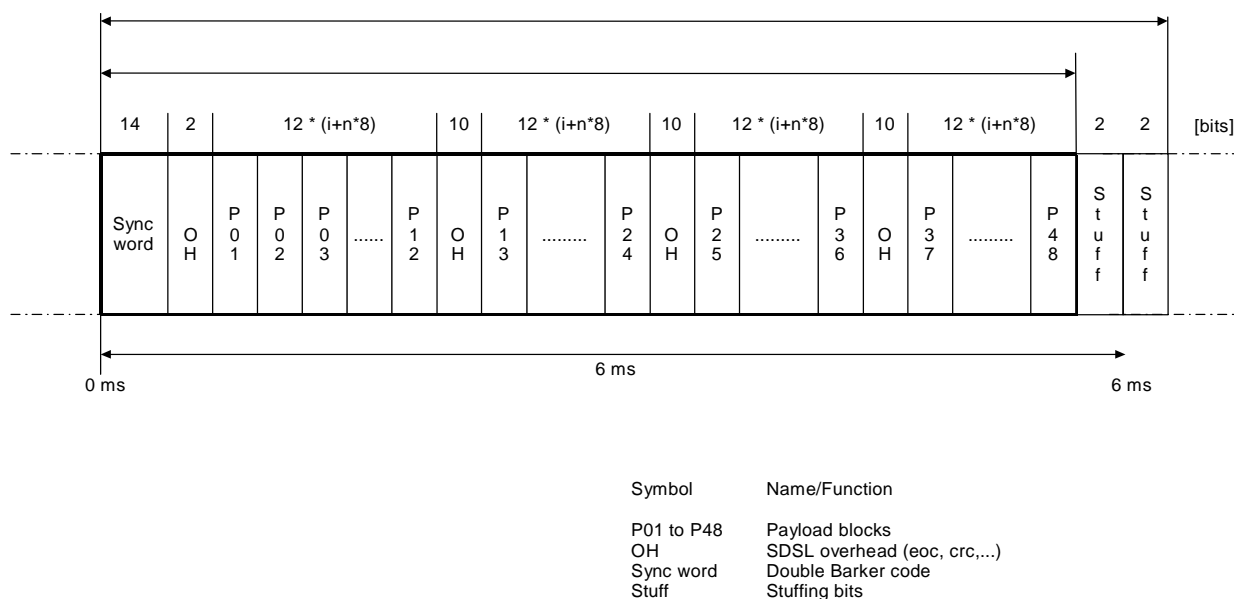 14 2 12 * (i+n*8) 10 12 * (i+n*8) 10 12 * (i+n*8) 10 12 * (i+n*8) 2 2 [bits]
Sync word OH P01 P02 P03 ...... P12 OH P13 ......... P24 OH P25 ......... P36 OH P37 ......... P48 Stuff Stuff
0 ms 6 ms 6 ms
Symbol Name/Function
P01 to P48 Payload blocks
OH SDSL overhead (eoc, crc,...)
Sync word Double Barker code
Stuff Stuffing bits